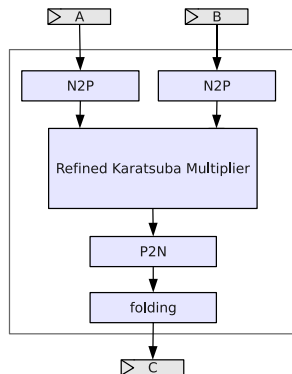 A
B
N2P
N2P
Refined Karatsuba Multiplier
P2N
folding
C